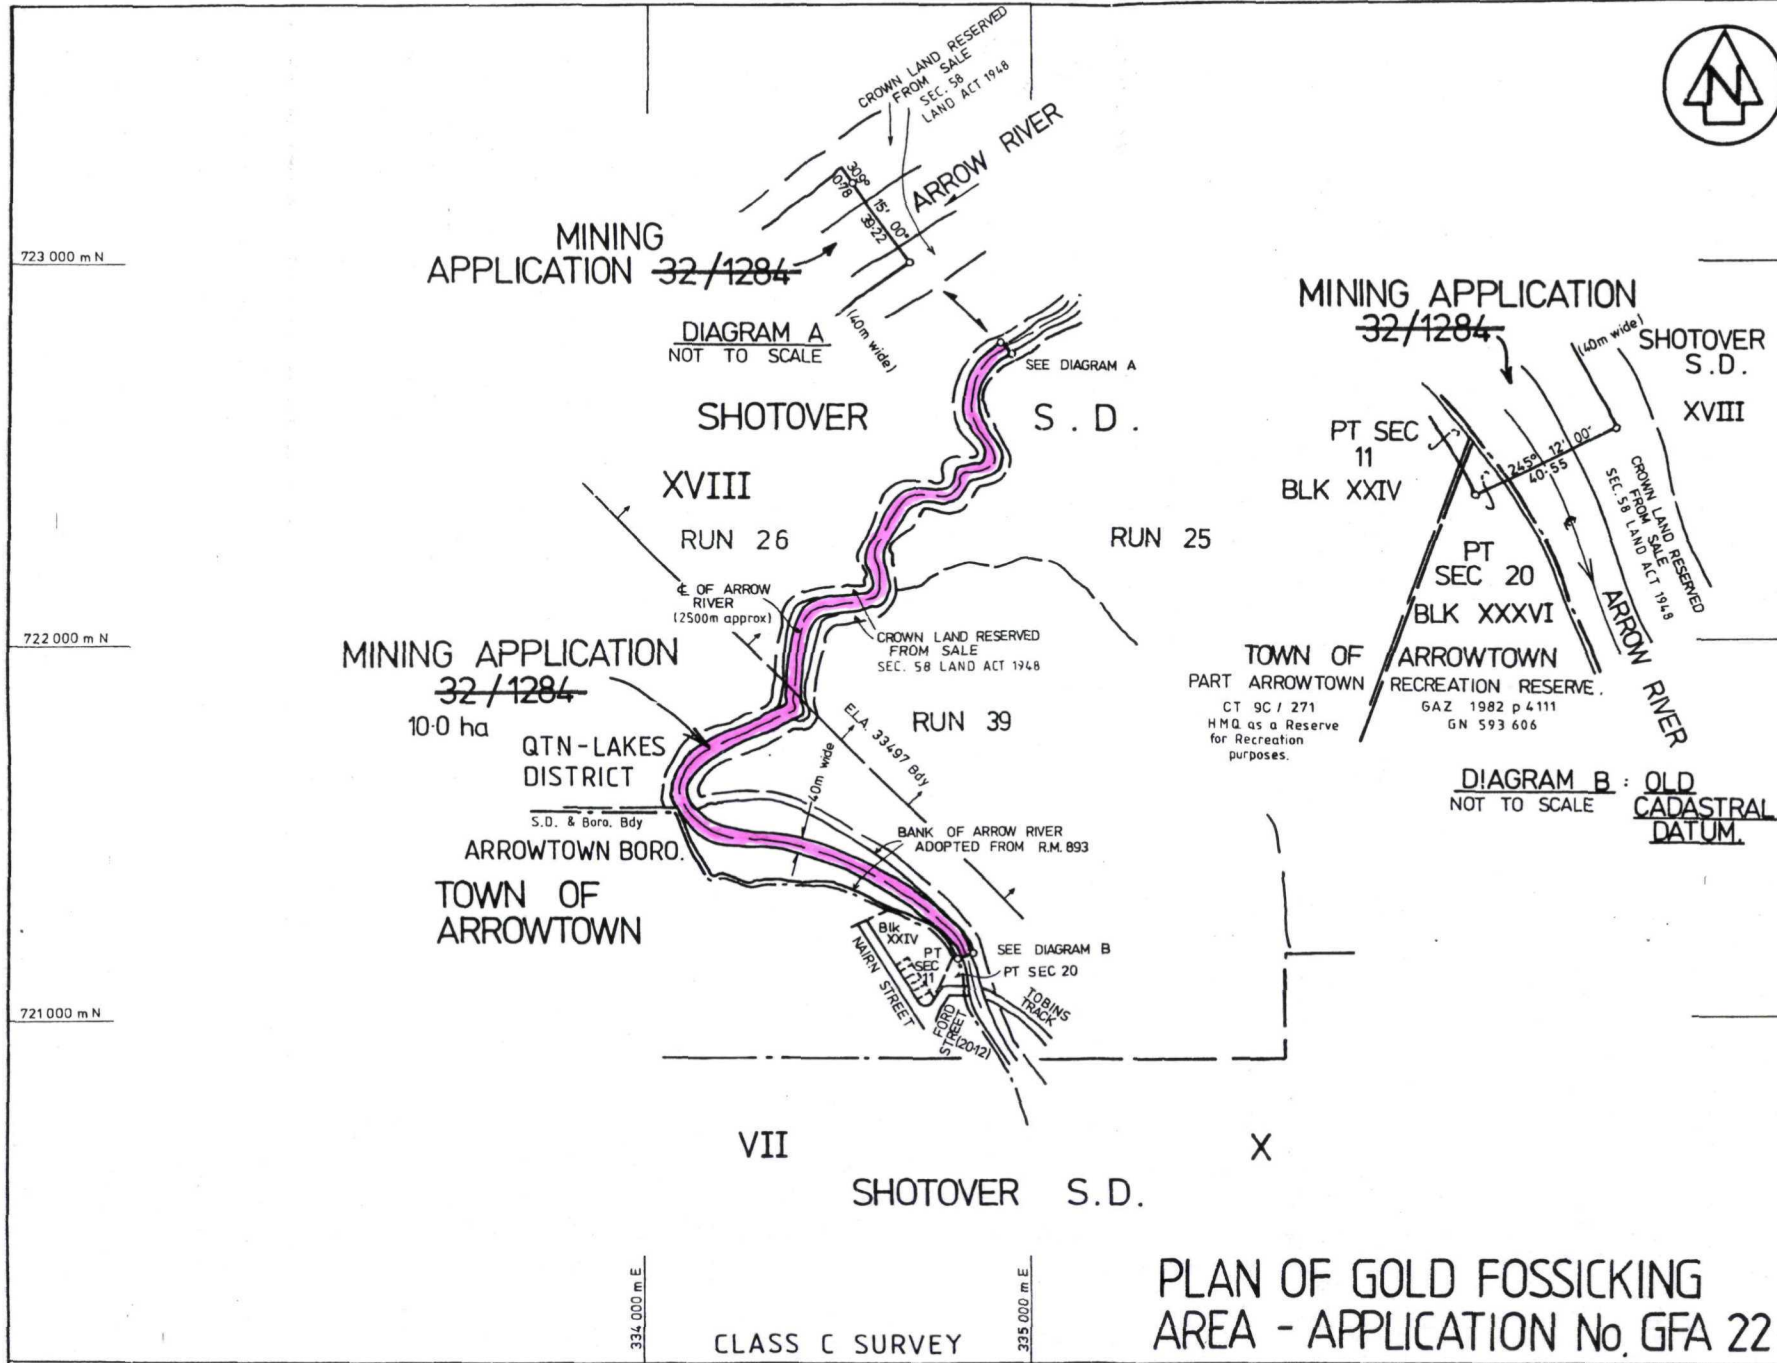 CROWN LAND RESERVED
FROM SALE
SEC. 58
LAND ACT 1948
ARROW RIVER
309° 15' 00"
0·78
39·22
N
MINING
APPLICATION 32/1284
723 000 m N
DIAGRAM A
NOT TO SCALE
(40m wide)
SEE DIAGRAM A
SHOTOVER S.D.
XVIII
RUN 26
RUN 25
℄ OF ARROW
RIVER
(2500m approx)
722 000 m N
CROWN LAND RESERVED
FROM SALE
SEC. 58 LAND ACT 1948
MINING APPLICATION
32/1284
10·0 ha
RUN 39
E.L.A. 33497 Bdy
QTN-LAKES
DISTRICT
40m wide
S.D. & Boro. Bdy
ARROWTOWN BORO.
BANK OF ARROW RIVER
ADOPTED FROM R.M. 893
TOWN OF
ARROWTOWN
Blk
XXIV
PT
SEC
11
NAIRN STREET
SEE DIAGRAM B
PT SEC 20
TOBINS
TRACK
FORD
STREET
(20·12)
721 000 m N
MINING APPLICATION
32/1284
(40m wide)
SHOTOVER
S.D.
XVIII
PT SEC
11
BLK XXIV
245° 12' 00"
40·55
CROWN LAND RESERVED
FROM SALE
SEC. 58 LAND ACT 1948
℄
PT
SEC 20
BLK XXXVI
ARROW RIVER
TOWN OF ARROWTOWN
PART ARROWTOWN RECREATION RESERVE.
CT 9C / 271
HMQ as a Reserve
for Recreation
purposes.
GAZ 1982 p 4111
GN 593 606
DIAGRAM B : OLD
NOT TO SCALE
CADASTRAL
DATUM.
VII
X
SHOTOVER S.D.
334 000 m E
CLASS C SURVEY
335 000 m E
PLAN OF GOLD FOSSICKING
AREA - APPLICATION No. GFA 22